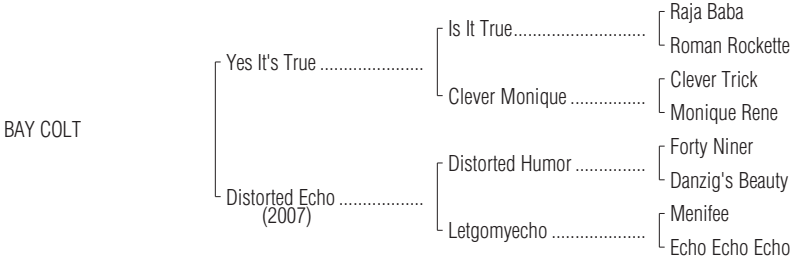 Raja Baba
Is It True............................
Roman Rockette
Yes It's True ......................
Clever Trick
Clever Monique ................
Monique Rene
BAY COLT
Forty Niner
Distorted Humor ...............
Danzig's Beauty
Distorted Echo ..................
(2007)
Menifee
Letgomyecho ....................
Echo Echo Echo